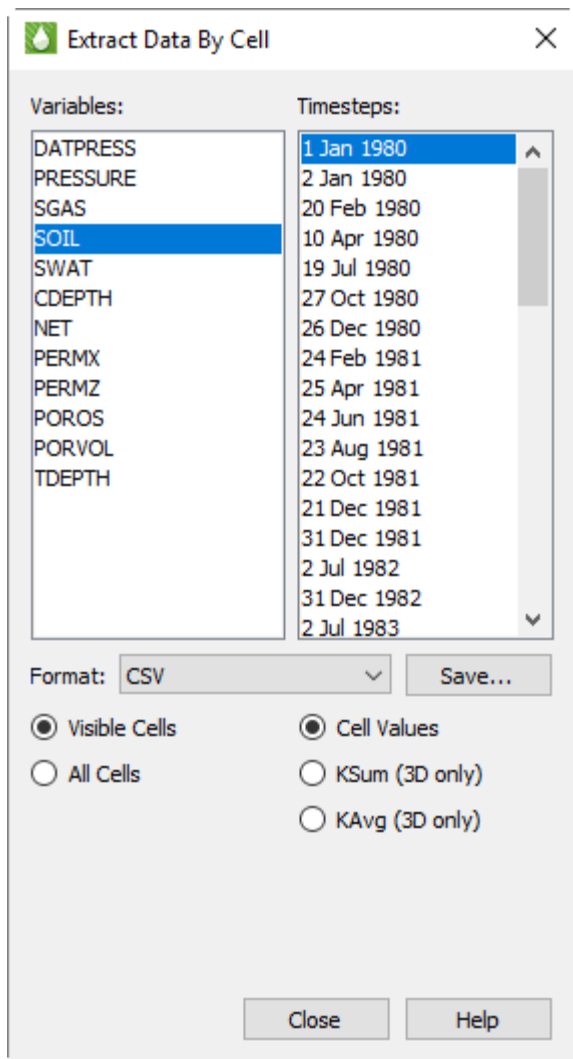 Extract Data By Cell
Variables:
DATPRESS
PRESSURE
SGAS
SOIL
SWAT
CDEPTH
NET
PERMX
PERMZ
POROS
PORVOL
TDEPTH
Timesteps:
1 Jan 1980
2 Jan 1980
20 Feb 1980
10 Apr 1980
19 Jul 1980
27 Oct 1980
26 Dec 1980
24 Feb 1981
25 Apr 1981
24 Jun 1981
23 Aug 1981
22 Oct 1981
21 Dec 1981
31 Dec 1981
2 Jul 1982
31 Dec 1982
2 Jul 1983
Format: CSV Save...
Visible Cells
All Cells
Cell Values
KSum (3D only)
KAvg (3D only)
Close Help